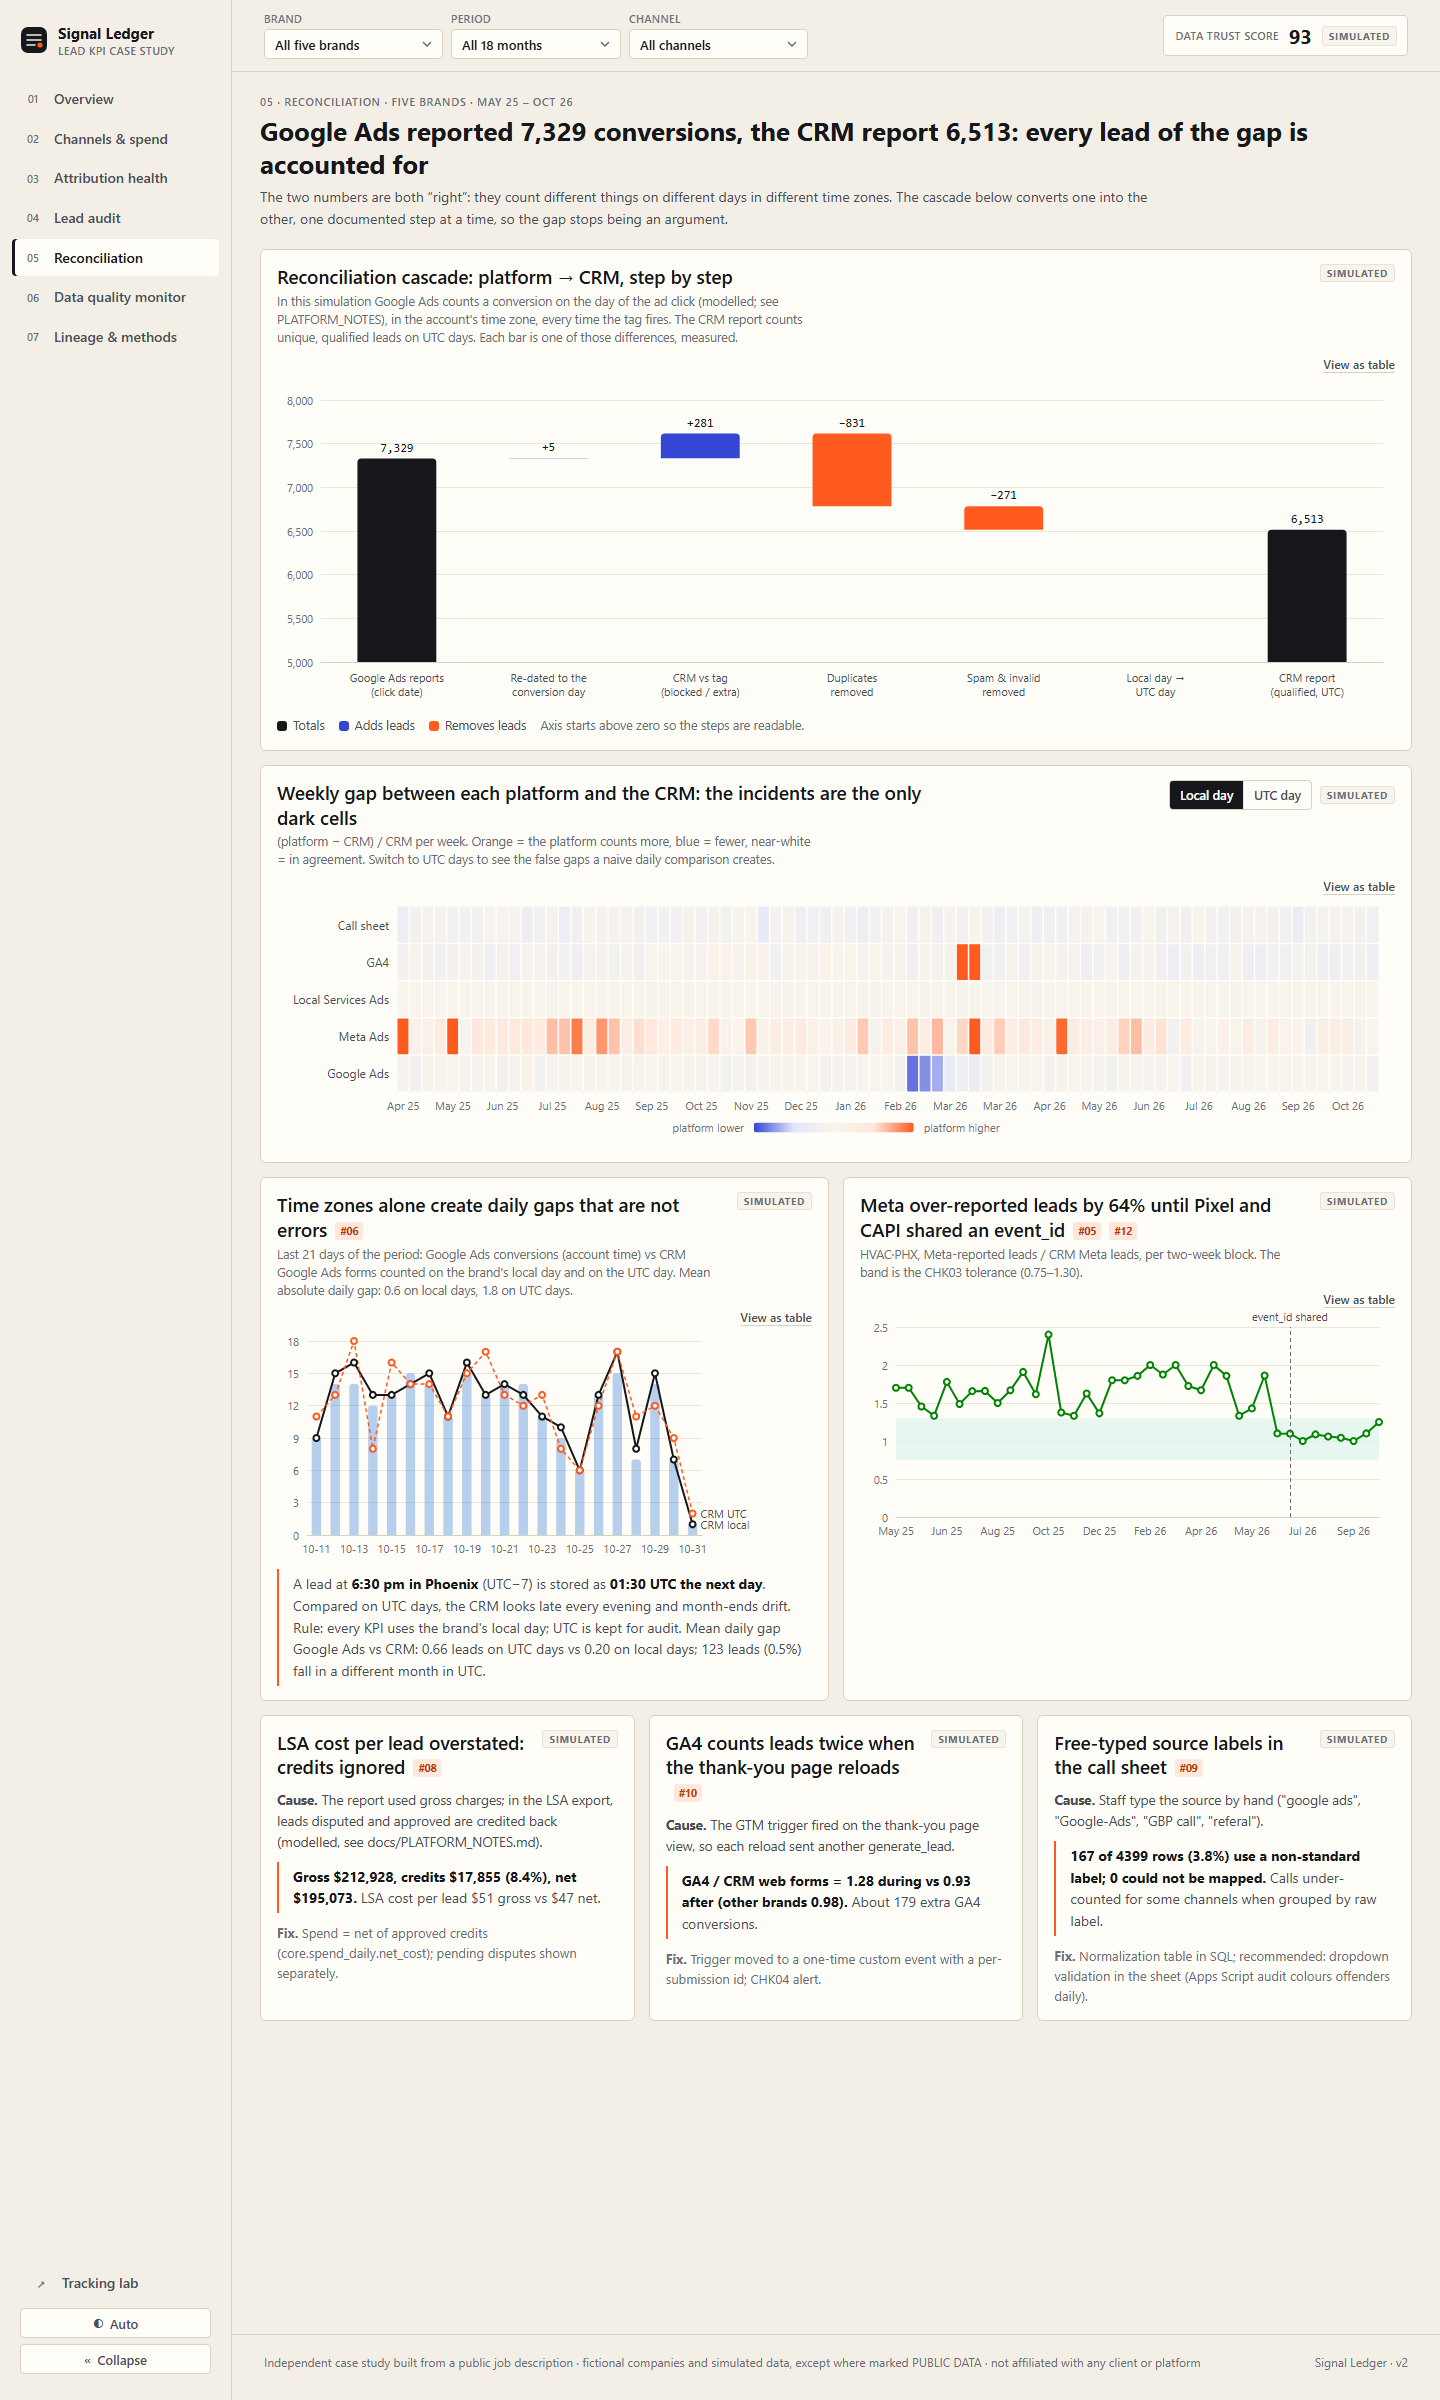 Signal Ledger
LEAD KPI CASE STUDY
01 Overview
02 Channels & spend
03 Attribution health
04 Lead audit
05 Reconciliation
06 Data quality monitor
07 Lineage & methods
↗ Tracking lab
◐ Auto
« Collapse
BRAND
All five brands
PERIOD
All 18 months
CHANNEL
All channels
DATA TRUST SCORE 93 SIMULATED
05 · RECONCILIATION · FIVE BRANDS · MAY 25 – OCT 26
Google Ads reported 7,329 conversions, the CRM report 6,513: every lead of the gap is
accounted for
The two numbers are both “right”: they count different things on different days in different time zones. The cascade below converts one into the
other, one documented step at a time, so the gap stops being an argument.
Reconciliation cascade: platform → CRM, step by step
SIMULATED
In this simulation Google Ads counts a conversion on the day of the ad click (modelled; see
PLATFORM_NOTES), in the account's time zone, every time the tag fires. The CRM report counts
unique, qualified leads on UTC days. Each bar is one of those differences, measured.
View as table
8,000
7,500
7,000
6,500
6,000
5,500
5,000
7,329
+5
+281
−831
−271
6,513
Google Ads reports
(click date)
Re-dated to the
conversion day
CRM vs tag
(blocked / extra)
Duplicates
removed
Spam & invalid
removed
Local day →
UTC day
CRM report
(qualified, UTC)
Totals Adds leads Removes leads Axis starts above zero so the steps are readable.
Weekly gap between each platform and the CRM: the incidents are the only
dark cells
Local day UTC day SIMULATED
(platform − CRM) / CRM per week. Orange = the platform counts more, blue = fewer, near-white
= in agreement. Switch to UTC days to see the false gaps a naive daily comparison creates.
View as table
Call sheet
GA4
Local Services Ads
Meta Ads
Google Ads
Apr 25 May 25 Jun 25 Jul 25 Aug 25 Sep 25 Oct 25 Nov 25 Dec 25 Jan 26 Feb 26 Mar 26 Mar 26 Apr 26 May 26 Jun 26 Jul 26 Aug 26 Sep 26 Oct 26
platform lower platform higher
Time zones alone create daily gaps that are not
errors #06
SIMULATED
Last 21 days of the period: Google Ads conversions (account time) vs CRM
Google Ads forms counted on the brand's local day and on the UTC day. Mean
absolute daily gap: 0.6 on local days, 1.8 on UTC days.
View as table
18
15
12
9
6
3
0
CRM UTC
CRM local
10-11 10-13 10-15 10-17 10-19 10-21 10-23 10-25 10-27 10-29 10-31
A lead at 6:30 pm in Phoenix (UTC−7) is stored as 01:30 UTC the next day.
Compared on UTC days, the CRM looks late every evening and month-ends drift.
Rule: every KPI uses the brand's local day; UTC is kept for audit. Mean daily gap
Google Ads vs CRM: 0.66 leads on UTC days vs 0.20 on local days; 123 leads (0.5%)
fall in a different month in UTC.
Meta over-reported leads by 64% until Pixel and
CAPI shared an event_id #05 #12
SIMULATED
HVAC-PHX, Meta-reported leads / CRM Meta leads, per two-week block. The
band is the CHK03 tolerance (0.75–1.30).
View as table
event_id shared
2.5
2
1.5
1
0.5
0
May 25 Jun 25 Aug 25 Oct 25 Dec 25 Feb 26 Apr 26 May 26 Jul 26 Sep 26
LSA cost per lead overstated:
credits ignored #08
SIMULATED
Cause. The report used gross charges; in the LSA export,
leads disputed and approved are credited back
(modelled, see docs/PLATFORM_NOTES.md).
Gross $212,928, credits $17,855 (8.4%), net
$195,073. LSA cost per lead $51 gross vs $47 net.
Fix. Spend = net of approved credits
(core.spend_daily.net_cost); pending disputes shown
separately.
GA4 counts leads twice when
the thank-you page reloads
#10
SIMULATED
Cause. The GTM trigger fired on the thank-you page
view, so each reload sent another generate_lead.
GA4 / CRM web forms = 1.28 during vs 0.93
after (other brands 0.98). About 179 extra GA4
conversions.
Fix. Trigger moved to a one-time custom event with a per-
submission id; CHK04 alert.
Free-typed source labels in
the call sheet #09
SIMULATED
Cause. Staff type the source by hand ("google ads",
"Google-Ads", "GBP call", "referal").
167 of 4399 rows (3.8%) use a non-standard
label; 0 could not be mapped. Calls under-
counted for some channels when grouped by raw
label.
Fix. Normalization table in SQL; recommended: dropdown
validation in the sheet (Apps Script audit colours offenders
daily).
Independent case study built from a public job description · fictional companies and simulated data, except where marked PUBLIC DATA · not affiliated with any client or platform
Signal Ledger · v2